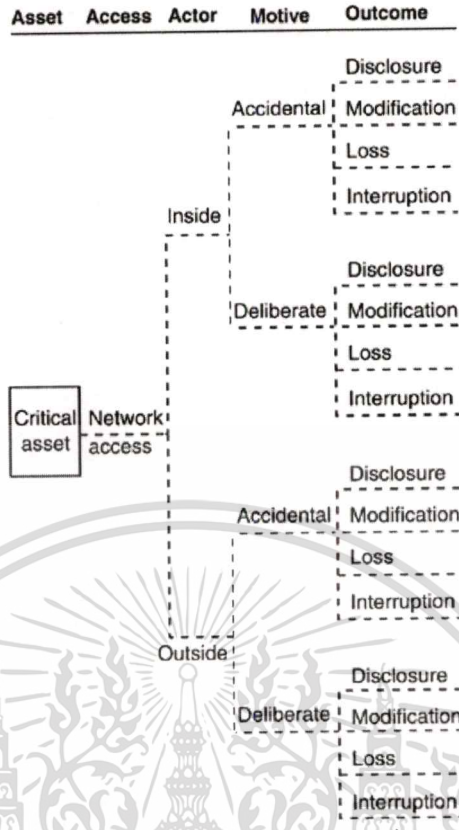 Asset Access Actor Motive Outcome
Disclosure
Accidental Modification
Loss
Interruption
Inside
Disclosure
Deliberate Modification
Loss
Interruption
Critical Network
asset access
Disclosure
Accidental Modification
Loss
Interruption
Outside
Disclosure
Deliberate Modification
Loss
Interruption